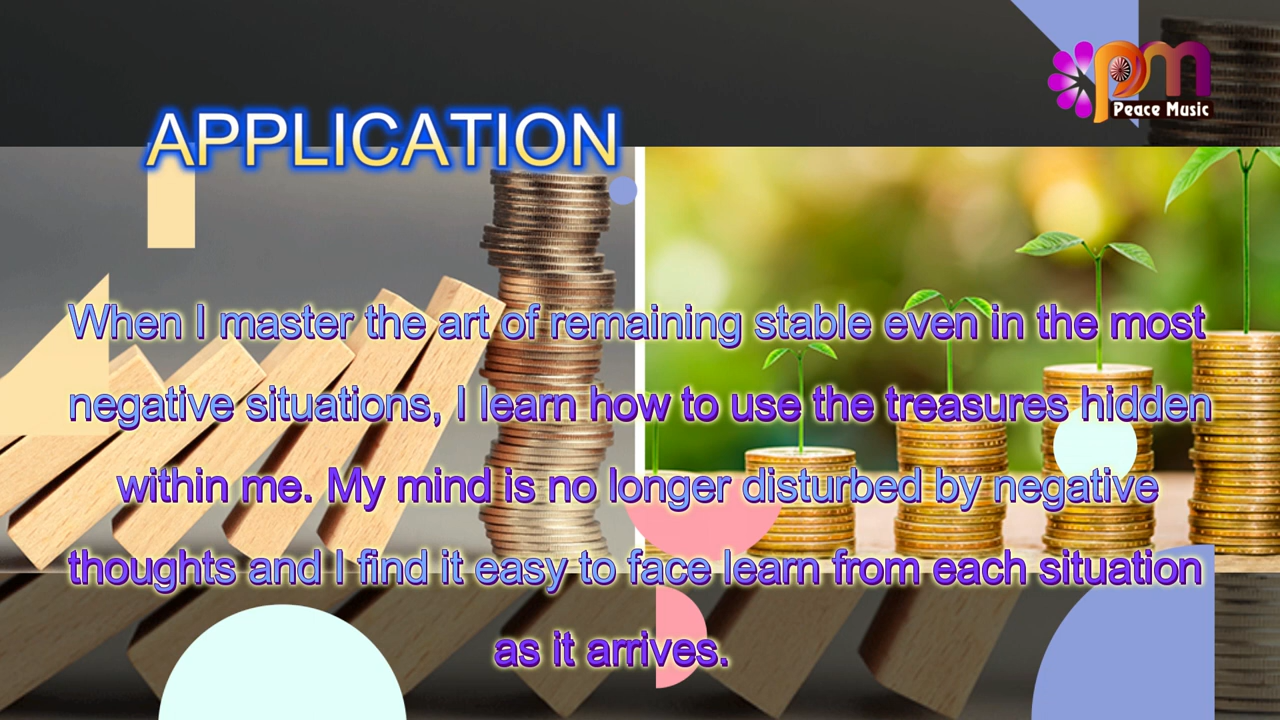 pm
Peace Music
APPLICATION
When I master the art of remaining stable even in the most
negative situations, I learn how to use the treasures hidden
within me. My mind is no longer disturbed by negative
thoughts and I find it easy to face learn from each situation
as it arrives.